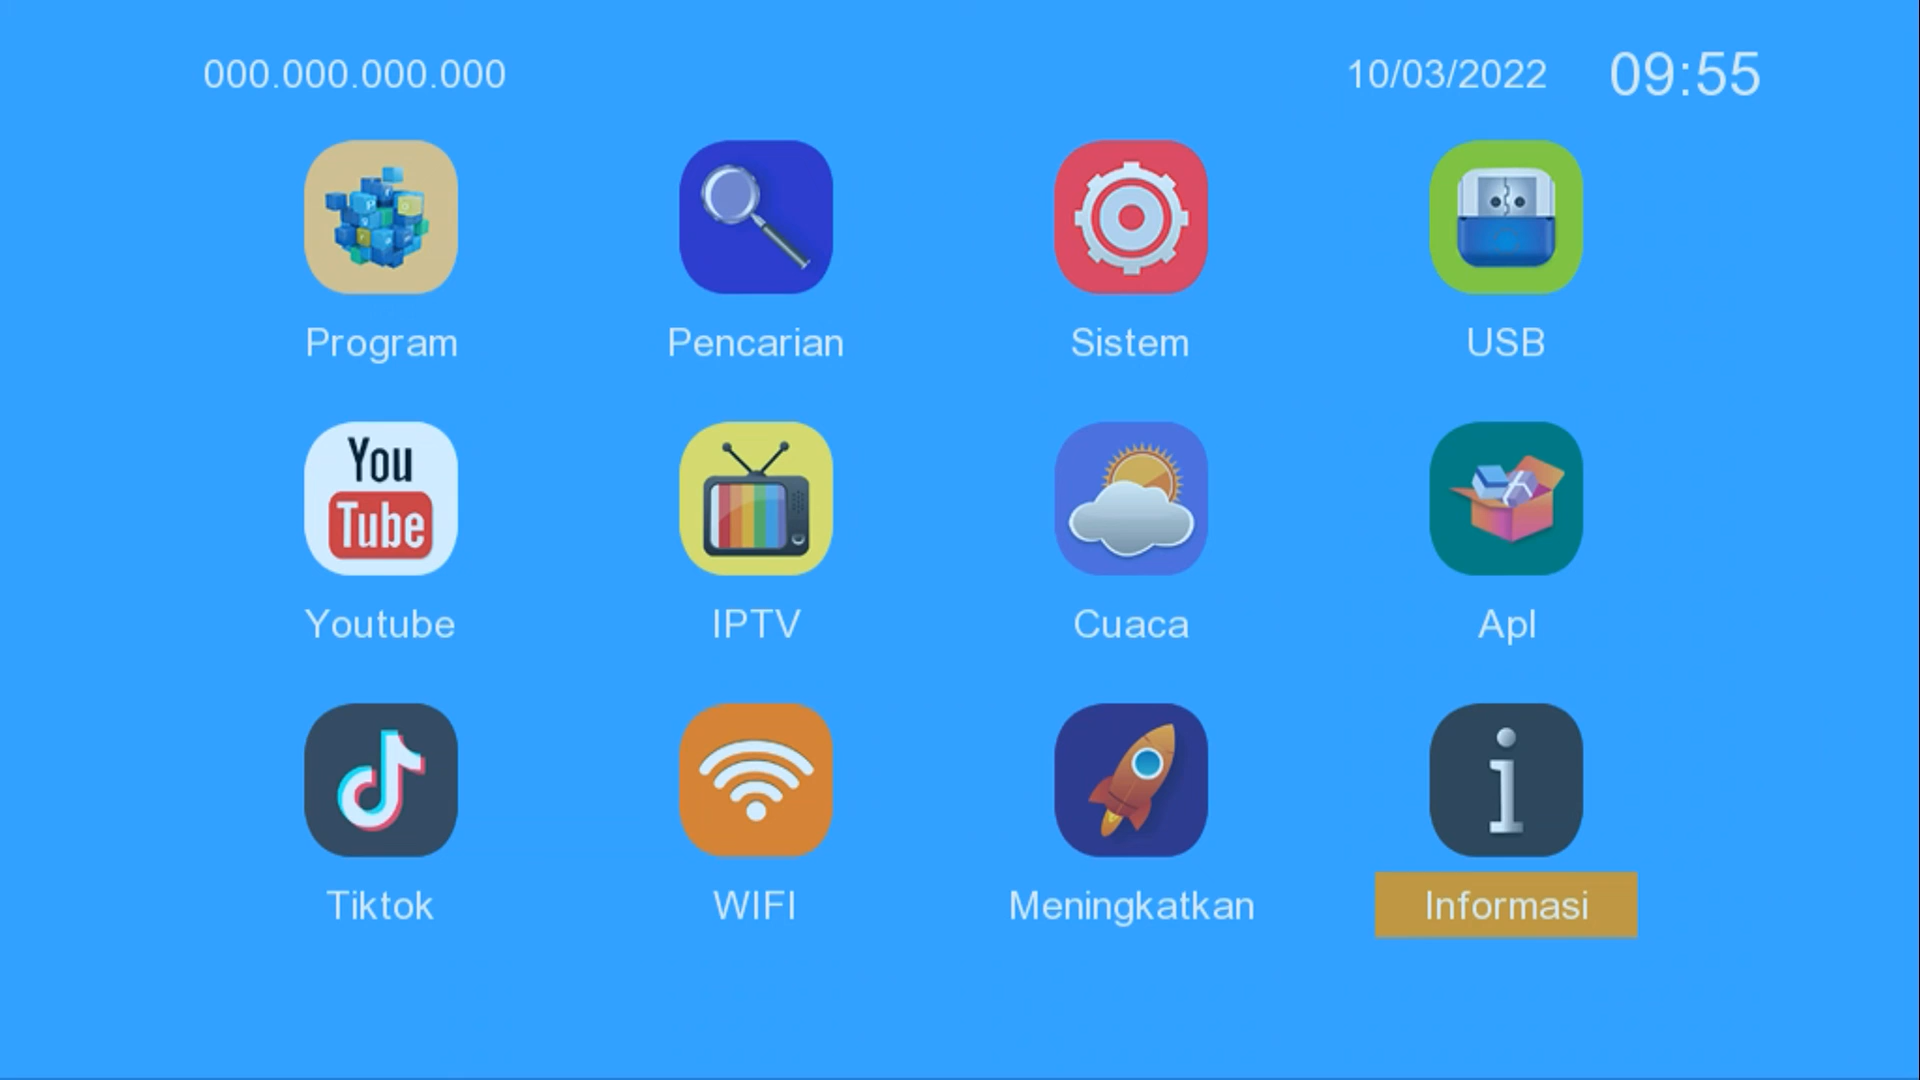 000.000.000.000 10/03/2022 09:55
Program Pencarian Sistem USB
You
Tube
Youtube IPTV Cuaca Apl
Tiktok WIFI Meningkatkan Informasi